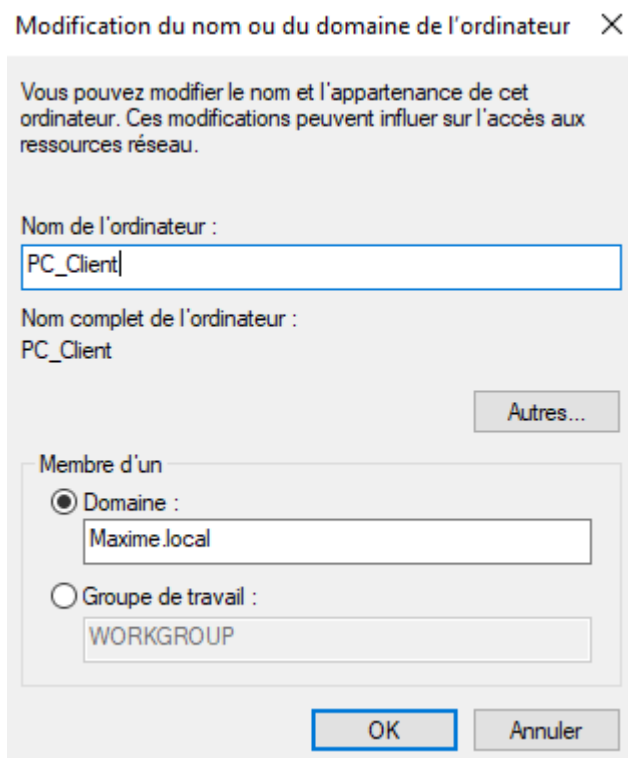 Modification du nom ou du domaine de l'ordinateur
Vous pouvez modifier le nom et l'appartenance de cet
ordinateur. Ces modifications peuvent influer sur l'accès aux
ressources réseau.
Nom de l'ordinateur :
PC_Client
Nom complet de l'ordinateur :
PC_Client
Autres...
Membre d'un
Domaine :
Maxime.local
Groupe de travail :
WORKGROUP
OK Annuler